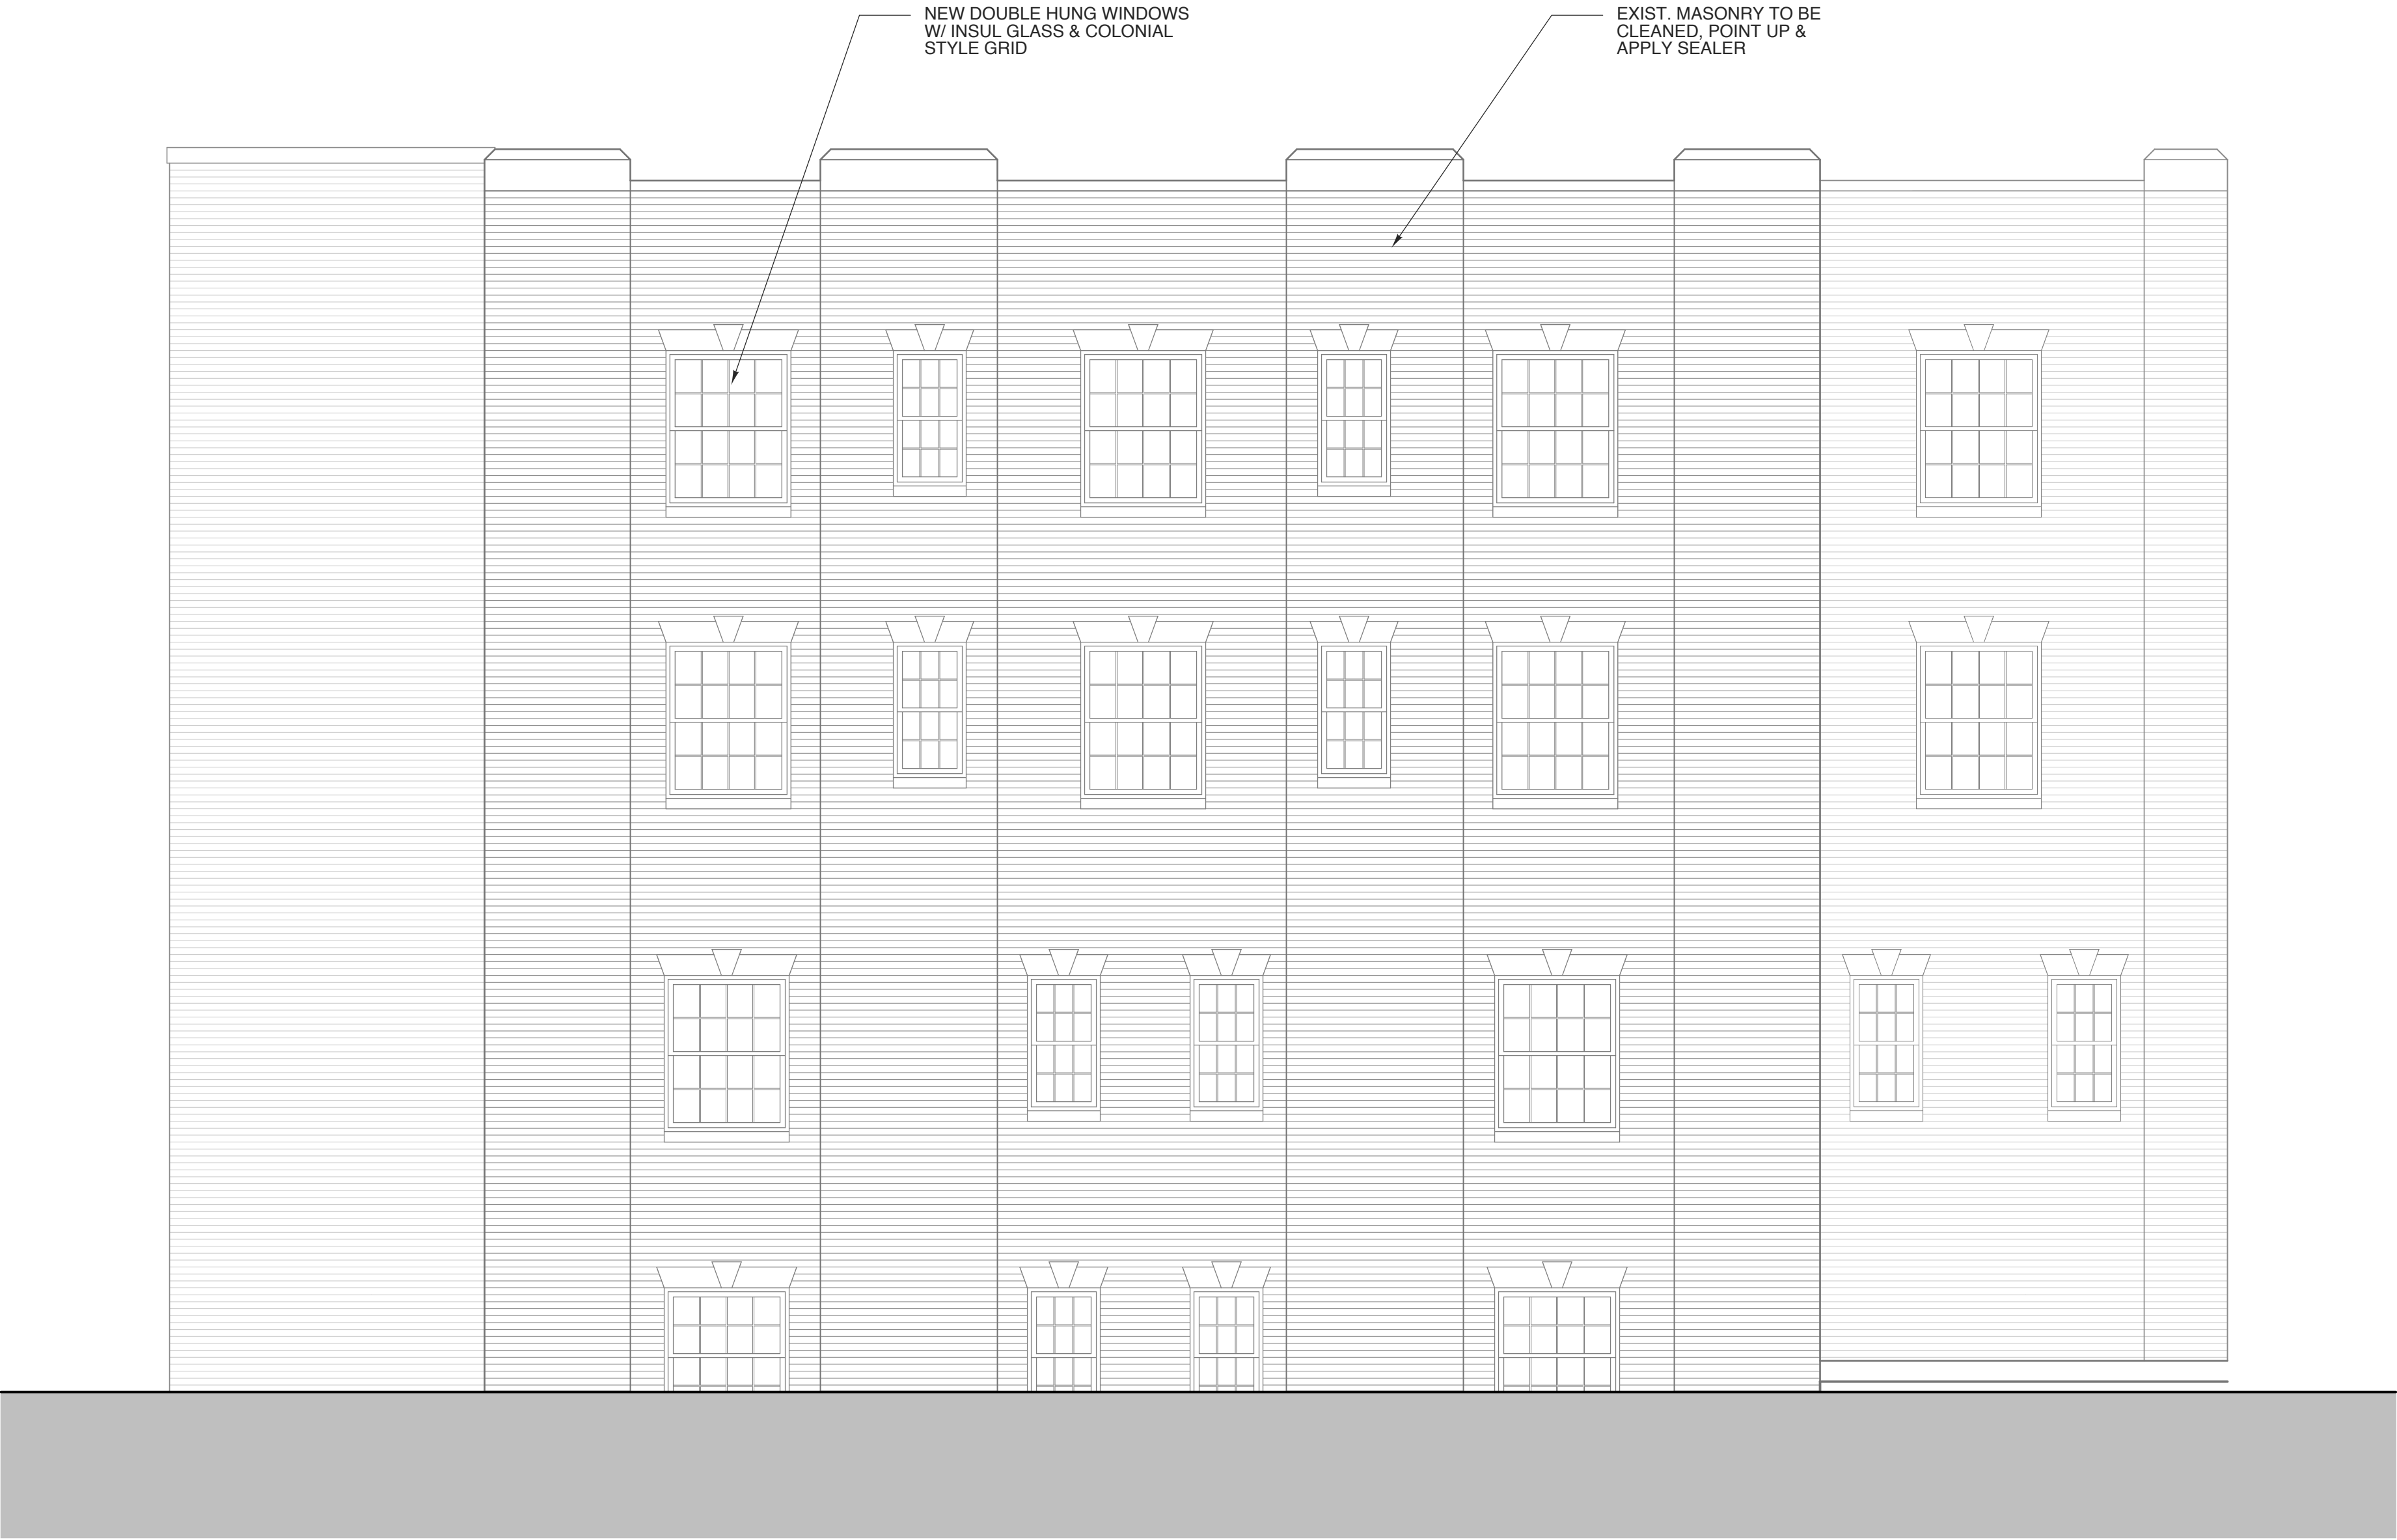 NEW DOUBLE HUNG WINDOWS
W/ INSUL GLASS & COLONIAL
STYLE GRID
EXIST. MASONRY TO BE
CLEANED, POINT UP &
APPLY SEALER